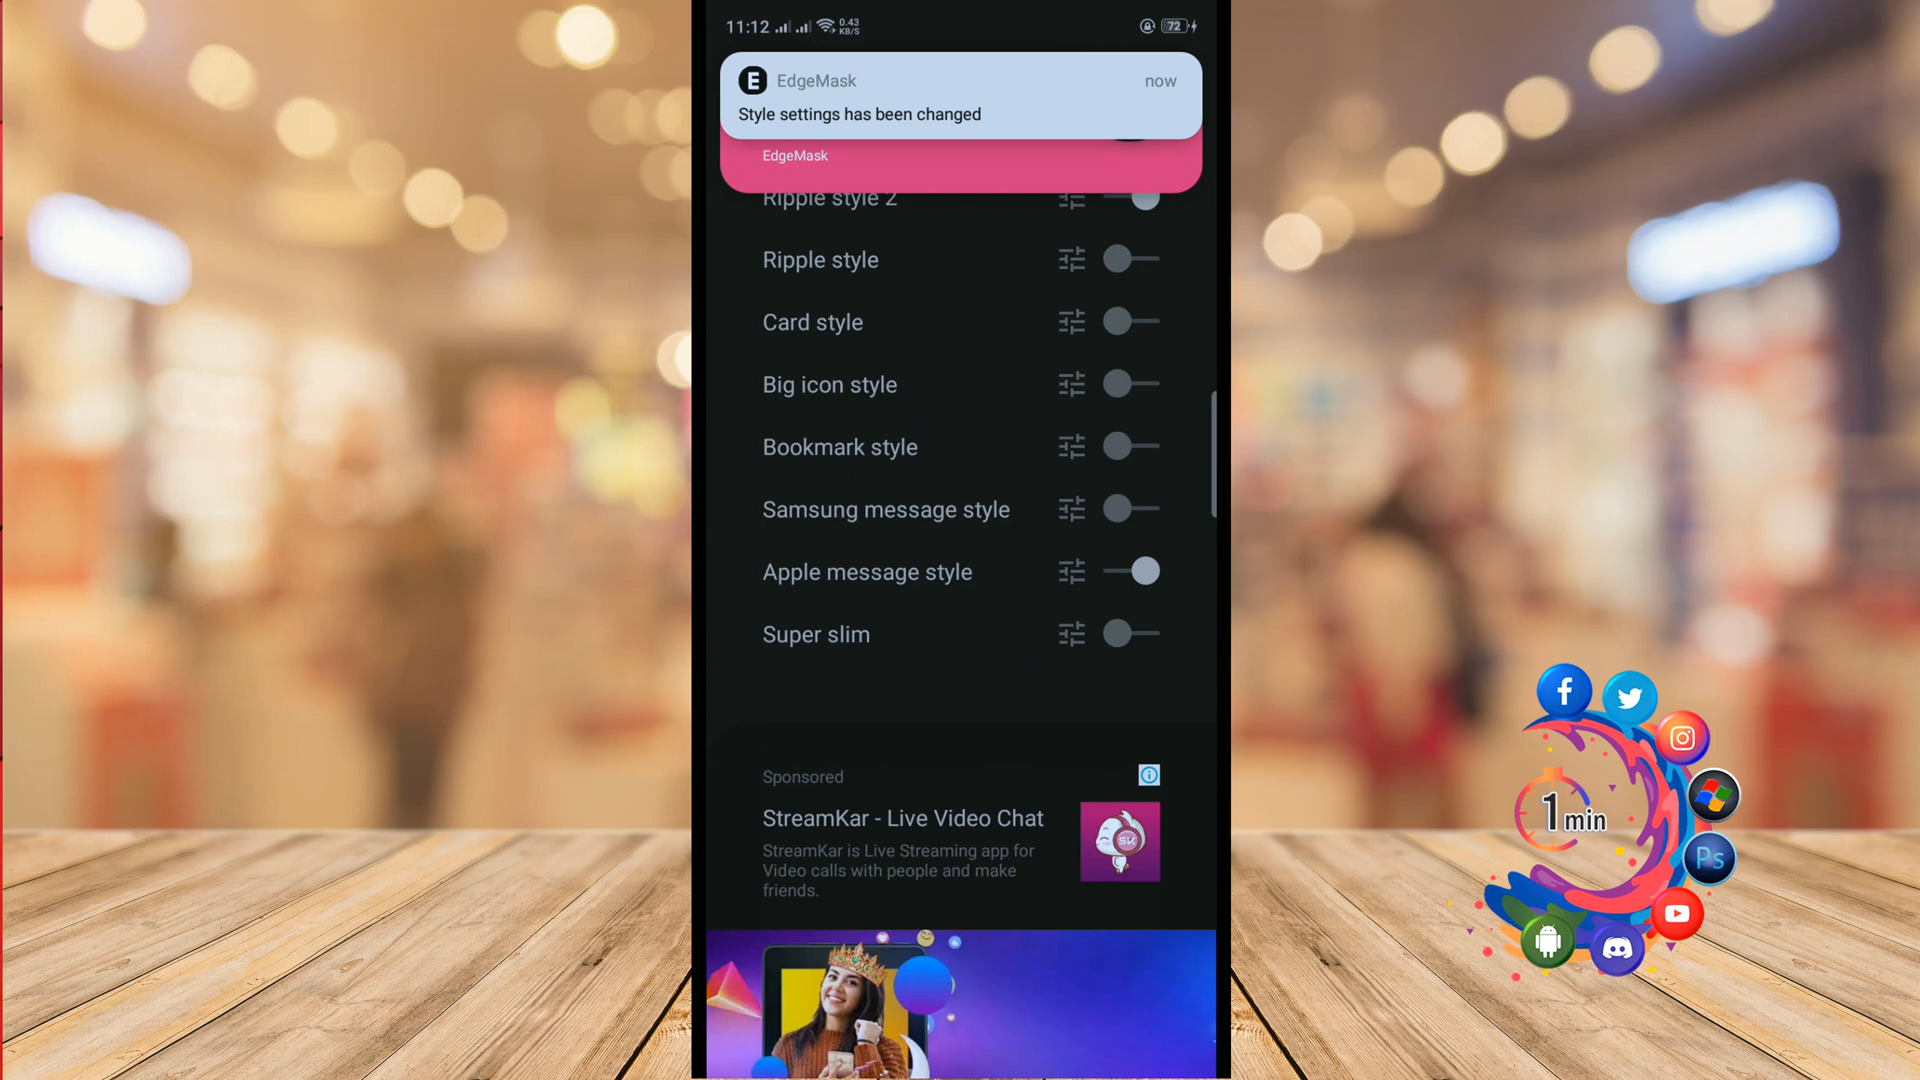 11:12 0.43 KB/S 72
E EdgeMask now
Style settings has been changed
EdgeMask
Ripple style 2
Ripple style
Card style
Big icon style
Bookmark style
Samsung message style
Apple message style
Super slim
Sponsored
StreamKar - Live Video Chat
StreamKar is Live Streaming app for
Video calls with people and make
friends.
SK
1 min
Ps